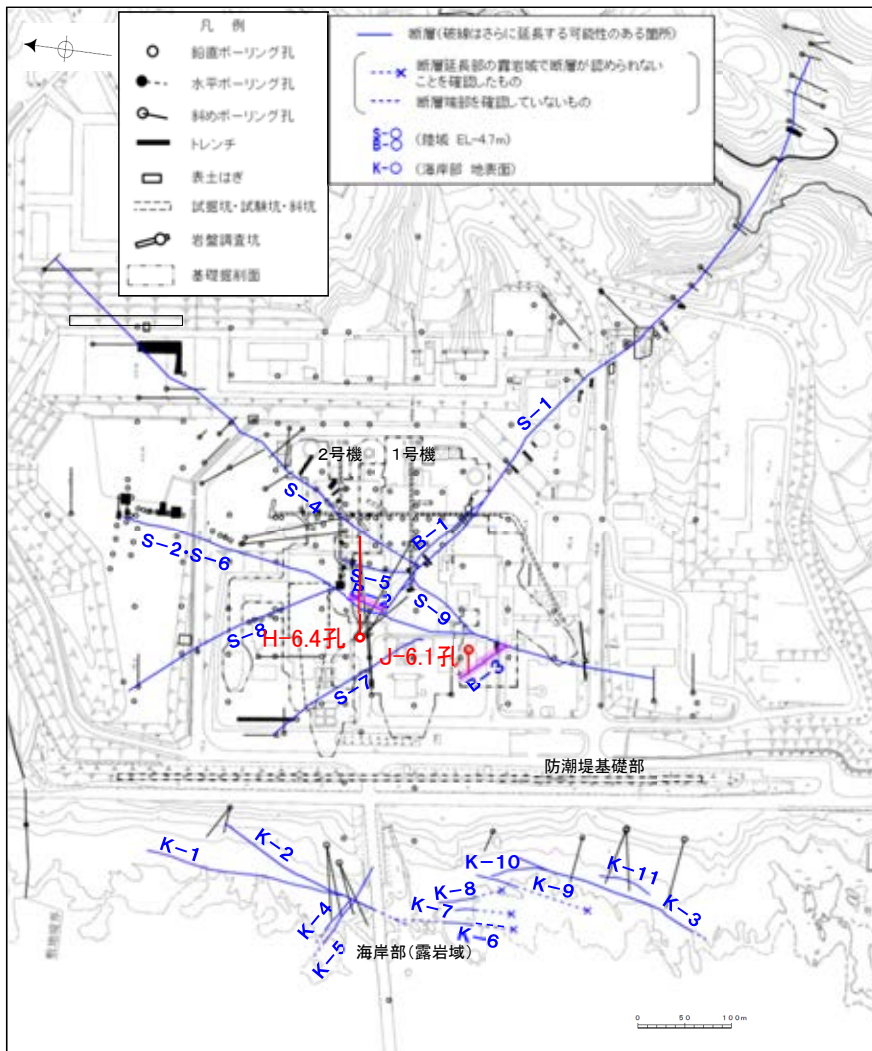 凡 例
鉛直ボーリング孔
水平ボーリング孔
斜めボーリング孔
トレンチ
表土はぎ
試掘坑・試験坑・斜坑
岩盤調査坑
基礎掘削面
断層(破線はさらに延長する可能性のある箇所)
断層延長部の露岩域で断層が認められない
ことを確認したもの
断層端部を確認していないもの
S-○
B-○
(陸域 EL-4.7m)
K-○
(海岸部 地表面)
S-1
2号機
1号機
S-4
B-1
S-2・S-6
S-5
2
S-9
S-8
H-6.4孔
J-6.1孔
B-3
S-7
防潮堤基礎部
K-1
K-2
K-10
K-11
K-8
K-9
K-4
K-7
K-3
K-6
K-5
海岸部(露岩域)
0 50 100m